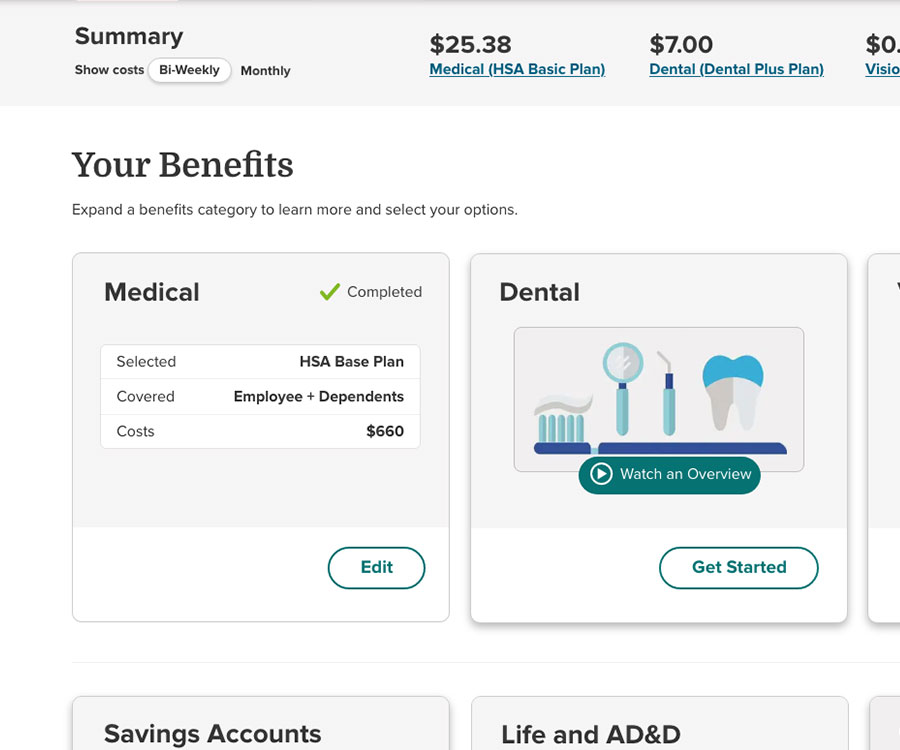 Summary
Show costs Bi-Weekly Monthly
$25.38
Medical (HSA Basic Plan)
$7.00
Dental (Dental Plus Plan)
$0.
Visio
Your Benefits
Expand a benefits category to learn more and select your options.
Medical
Completed
Selected HSA Base Plan
Covered Employee + Dependents
Costs $660
Edit
Dental
Watch an Overview
Get Started
Savings Accounts
Life and AD&D